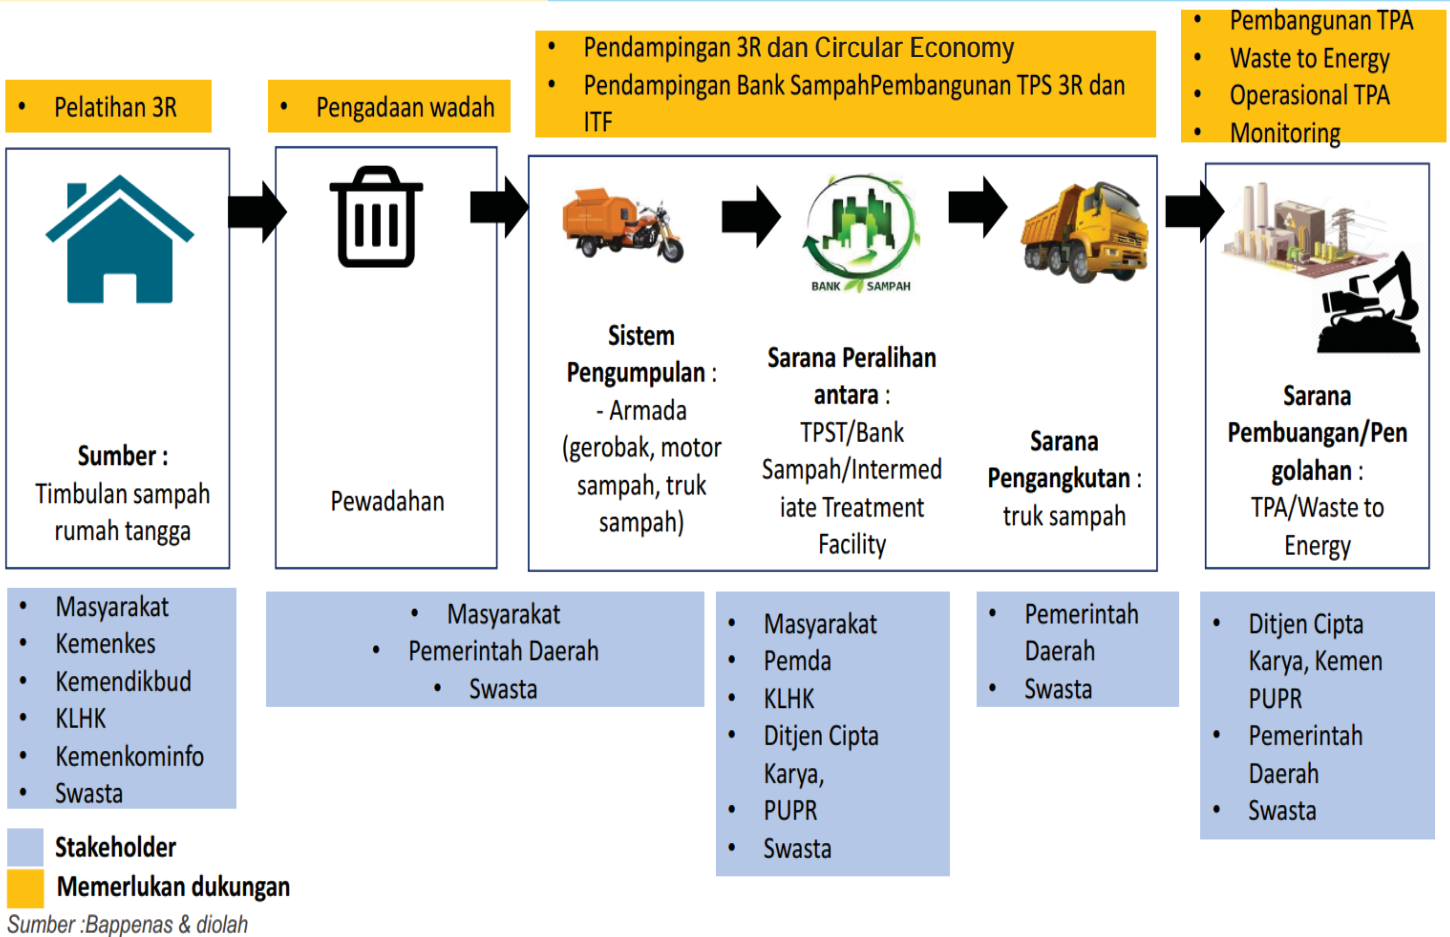 • Pelatihan 3R
• Pengadaan wadah
• Pendampingan 3R dan Circular Economy
• Pendampingan Bank SampahPembangunan TPS 3R dan
ITF
• Pembangunan TPA
• Waste to Energy
• Operasional TPA
• Monitoring
Sumber :
Timbulan sampah
rumah tangga
Pewadahan
Sistem
Pengumpulan :
- Armada
(gerobak, motor
sampah, truk
sampah)
BANK SAMPAH
Sarana Peralihan
antara :
TPST/Bank
Sampah/Intermed
iate Treatment
Facility
Sarana
Pengangkutan :
truk sampah
Sarana
Pembuangan/Pen
golahan :
TPA/Waste to
Energy
• Masyarakat
• Kemenkes
• Kemendikbud
• KLHK
• Kemenkominfo
• Swasta
• Masyarakat
• Pemerintah Daerah
• Swasta
• Masyarakat
• Pemda
• KLHK
• Ditjen Cipta
Karya,
• PUPR
• Swasta
• Pemerintah
Daerah
• Swasta
• Ditjen Cipta
Karya, Kemen
PUPR
• Pemerintah
Daerah
• Swasta
Stakeholder
Memerlukan dukungan
Sumber :Bappenas & diolah